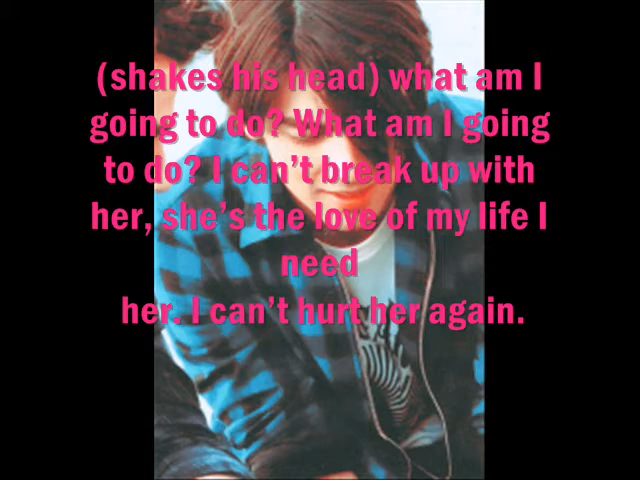 (shakes his head) what am I
going to do? What am I going
to do? I can’t break up with
her, she’s the love of my life I
need
her. I can’t hurt her again.